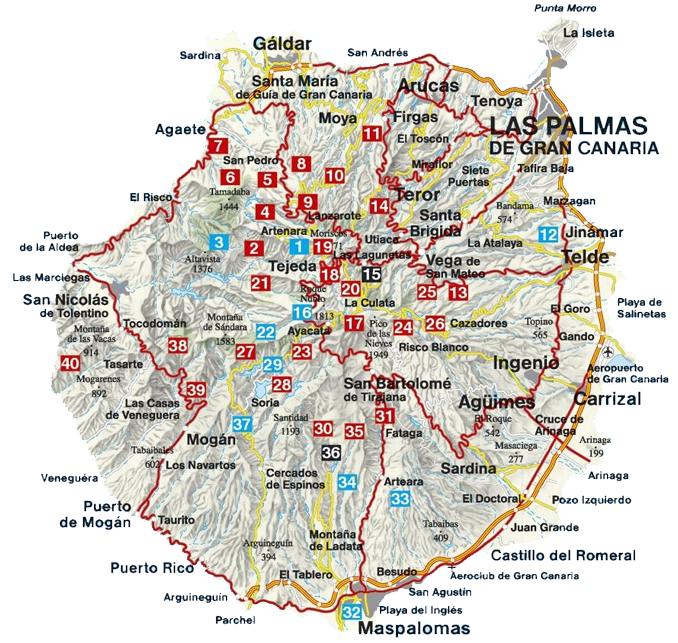 Punta Morro
La Isleta
Gáldar
San Andrés
Sardina
Santa María
de Guía de Gran Canaria
Arucas
Tenoya
Moya
Firgas
LAS PALMAS
DE GRAN CANARIA
Agaete
11
El Toscón
7
San Pedro
8
Miraflor
Siete
Puertas
Tafira Baja
6
5
10
Tamadaba
1444
Teror
El Risco
9
14
Bandama
574
Marzagan
4
Lanzarote
Santa
Brigida
Artenara
Moriscos
12
Jinámar
Puerto
de la Aldea
3
2
1
19
71
Utiaca
La Atalaya
Las Lagunetas
Altavista
1376
Tejeda
18
15
Vega de
San Mateo
Telde
Las Marciegas
21
Roque
Nublo
1813
20
25
13
San Nicolás
de Tolentino
La Culata
Playa de
Salinetas
16
El Goro
Tocodomán
Montaña
de Sándara
1583
22
Ayacata
17
Pico
de las
Nieves
1949
24
26
Cazadores
Topino
565
Gando
Montaña
de las Vacas
914
38
27
23
Risco Blanco
40
Tasarte
29
Ingenio
Aeropuerto
de Gran Canaria
Mogarenes
892
39
28
San Bartolomé
de Tirajana
Carrizal
Las Casas
de Veneguera
Soria
Agüimes
31
El Roque
542
Cruce de
Arinaga
37
Santidad
1193
30
35
Fataga
Mogán
Masaciega
277
Arinaga
199
Tabaibales
602
36
Los Navartos
Sardina
Veneguéra
Cercados
de Espinos
34
Arteara
Arinaga
33
El Doctoral
Pozo Izquierdo
Puerto
de Mogán
Taurito
Tabaibas
409
Juan Grande
Montaña
de Ladata
Arguineguín
394
Castillo del Romeral
Puerto Rico
El Tablero
Besudo
Aeroclub de Gran Canaria
San Agustín
Arguineguín
32
Playa del Inglés
Parchel
Maspalomas